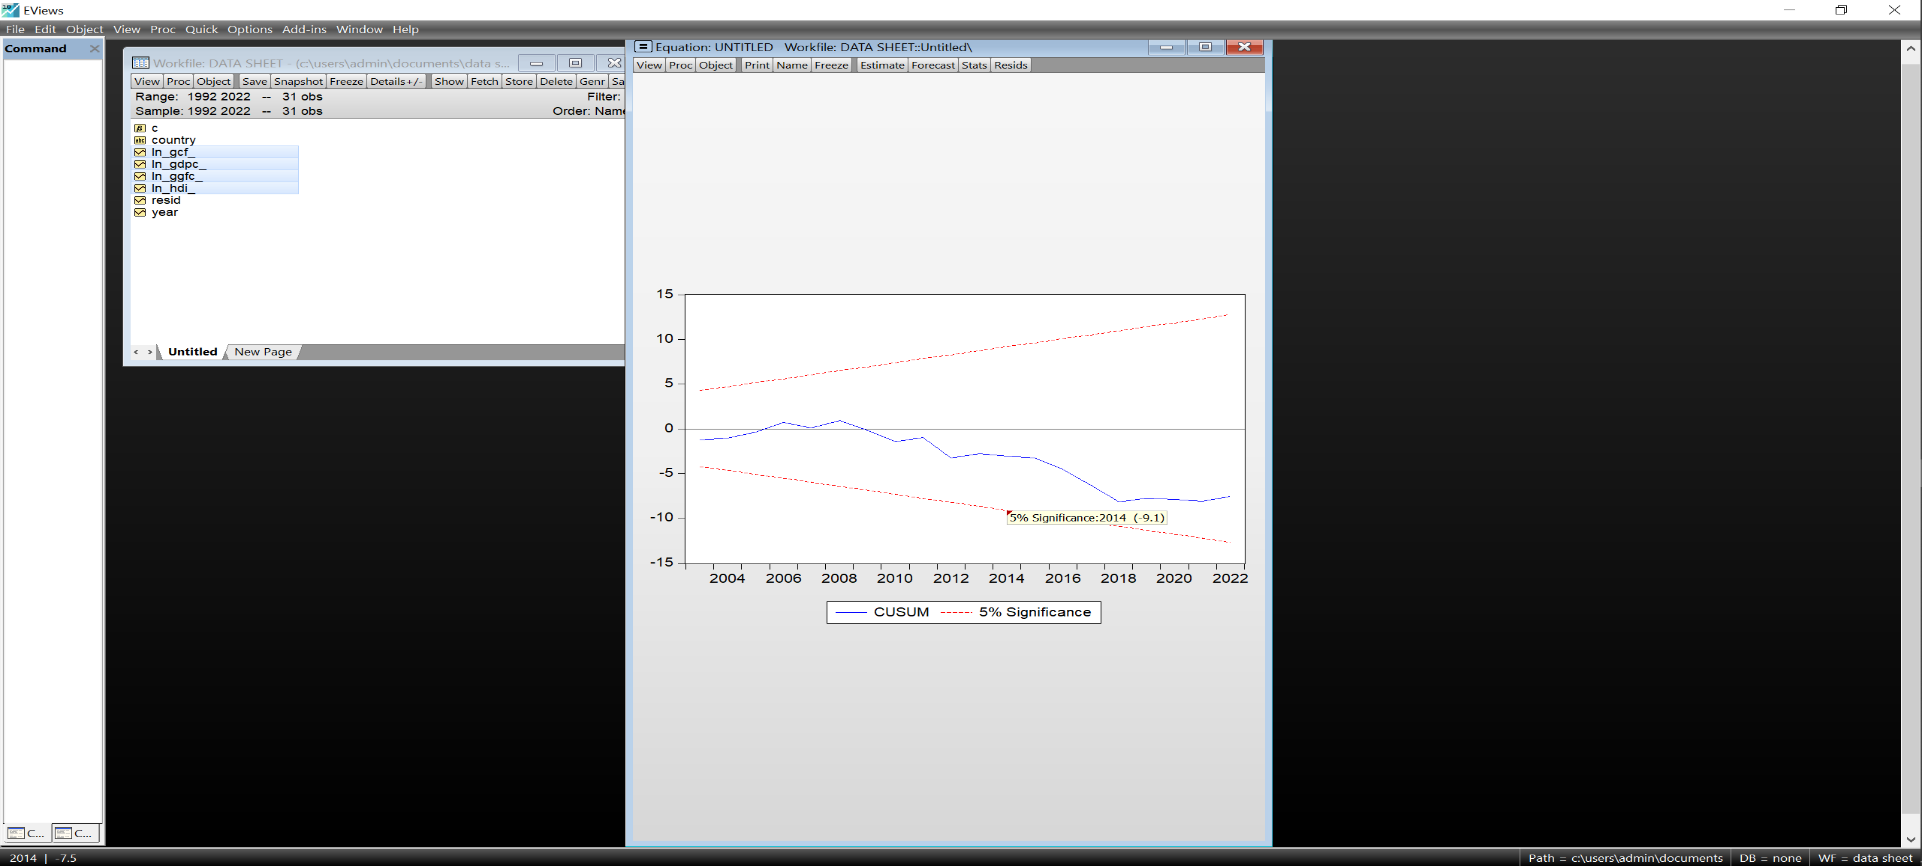 EViews
File Edit Object View Proc Quick Options Add-ins Window Help
Command
Workfile: DATA SHEET - (c:\users\admin\documents\data s...
View Proc Object Save Snapshot Freeze Details+/- Show Fetch Store Delete Genr Sa
Range: 1992 2022 -- 31 obs Filter:
Sample: 1992 2022 -- 31 obs Order: Name
c
country
ln_gcf_
ln_gdpc_
ln_ggfc_
ln_hdi_
resid
year
< > Untitled New Page
Equation: UNTITLED Workfile: DATA SHEET::Untitled\
View Proc Object Print Name Freeze Estimate Forecast Stats Resids
15
10
5
0
-5
-10
-15
5% Significance:2014 (-9.1)
2004 2006 2008 2010 2012 2014 2016 2018 2020 2022
CUSUM 5% Significance
C... C...
2014 | -7.5
Path = c:\users\admin\documents DB = none WF = data sheet